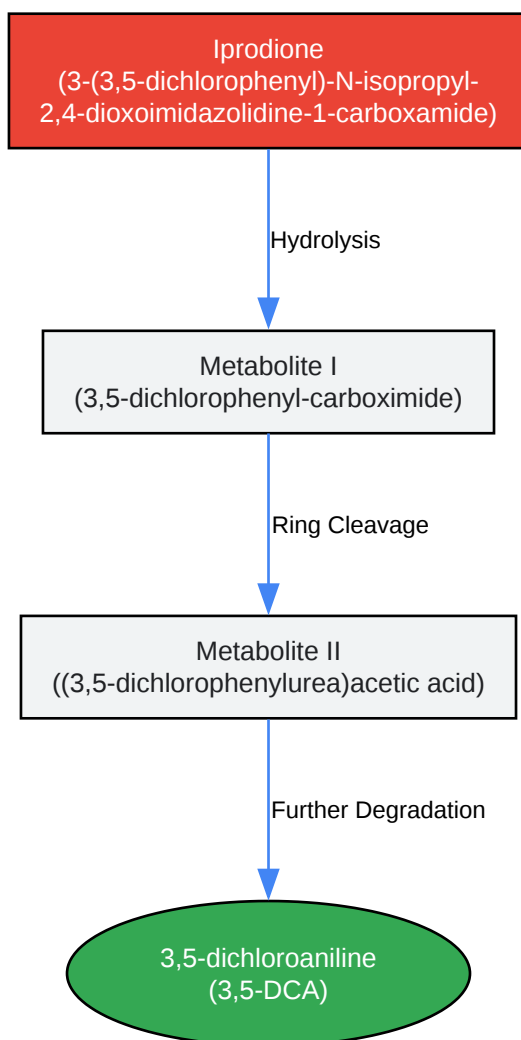 Iprodione
(3-(3,5-dichlorophenyl)-N-isopropyl-
2,4-dioxoimidazolidine-1-carboxamide)
Hydrolysis
Metabolite I
(3,5-dichlorophenyl-carboximide)
Ring Cleavage
Metabolite II
((3,5-dichlorophenylurea)acetic acid)
Further Degradation
3,5-dichloroaniline
(3,5-DCA)